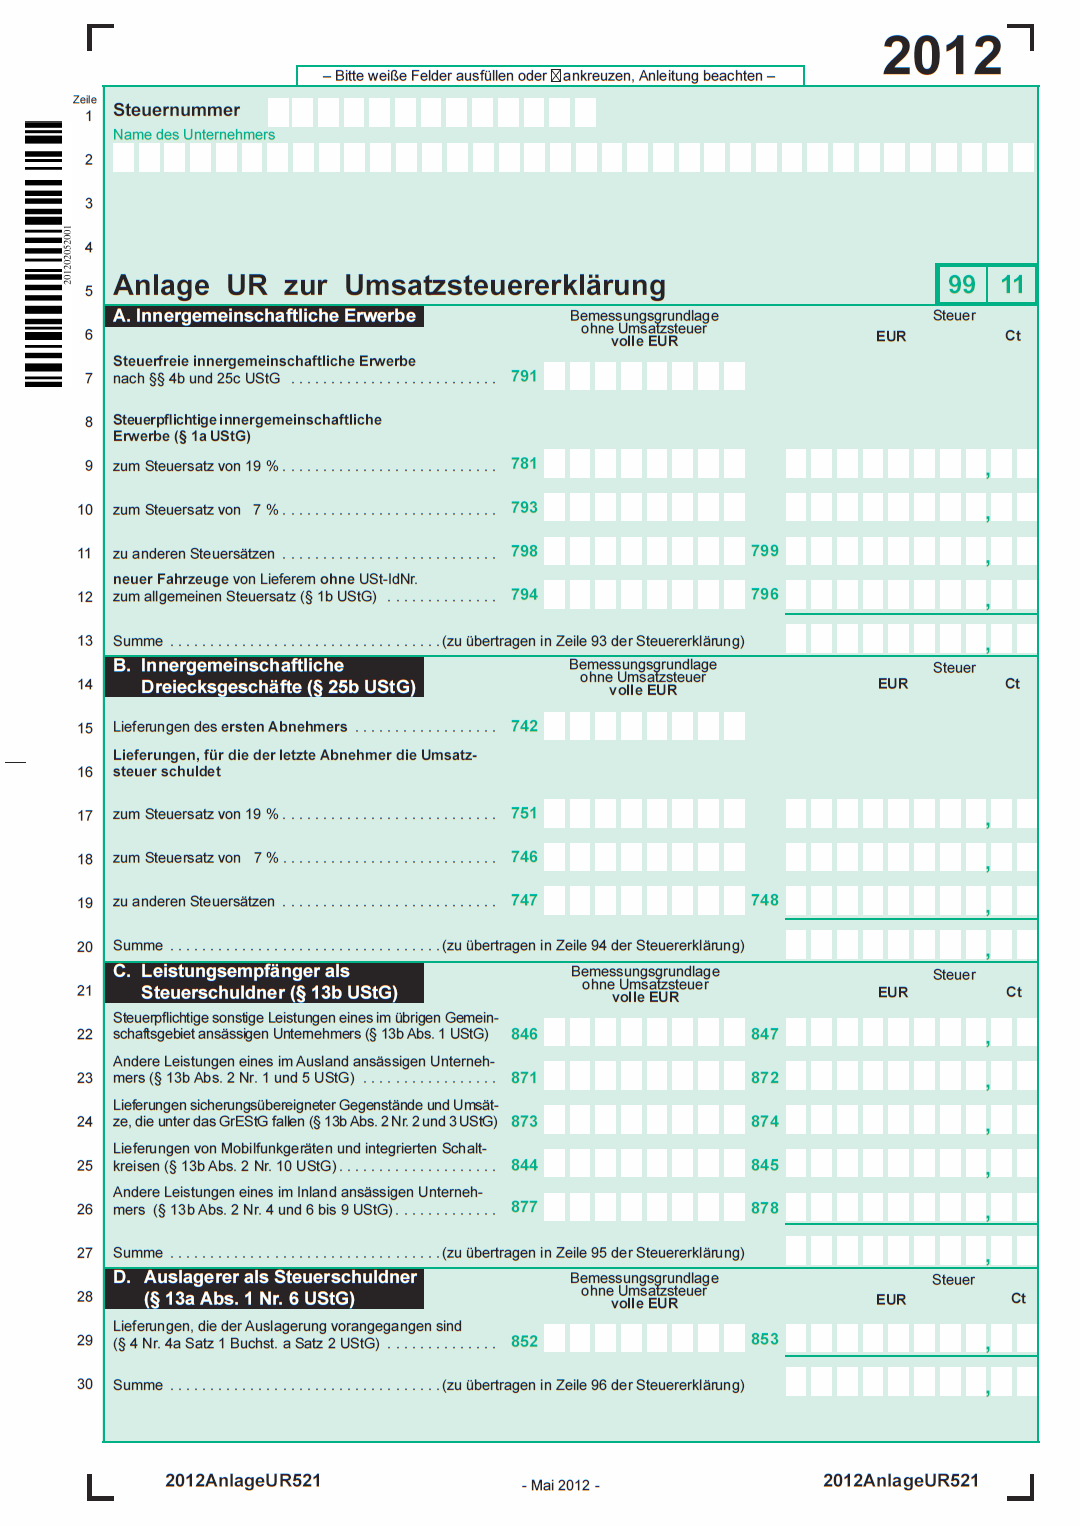 2012
– Bitte weiße Felder ausfüllen oder ☒ ankreuzen, Anleitung beachten –
Zeile
1 Steuernummer
Name des Unternehmers
2
3
201202052001
4
5 Anlage UR zur Umsatzsteuererklärung 99 11
A. Innergemeinschaftliche Erwerbe Bemessungsgrundlage Steuer
ohne Umsatzsteuer
6 volle EUR EUR Ct
Steuerfreie innergemeinschaftliche Erwerbe
7 nach §§ 4b und 25c UStG . . . . . . . . . . . . . . . . . . . . . . . . . . 791
8 Steuerpflichtige innergemeinschaftliche
Erwerbe (§ 1a UStG)
9 zum Steuersatz von 19 % . . . . . . . . . . . . . . . . . . . . . . . . . . . 781 ,
10 zum Steuersatz von 7 % . . . . . . . . . . . . . . . . . . . . . . . . . . . 793 ,
11 zu anderen Steuersätzen . . . . . . . . . . . . . . . . . . . . . . . . . . . 798 799 ,
neuer Fahrzeuge von Lieferern ohne USt-IdNr.
12 zum allgemeinen Steuersatz (§ 1b UStG) . . . . . . . . . . . . . . 794 796 ,
13 Summe . . . . . . . . . . . . . . . . . . . . . . . . . . . . . . . . . . (zu übertragen in Zeile 93 der Steuererklärung) ,
B. Innergemeinschaftliche Bemessungsgrundlage Steuer
ohne Umsatzsteuer
14 Dreiecksgeschäfte (§ 25b UStG) volle EUR EUR Ct
15 Lieferungen des ersten Abnehmers . . . . . . . . . . . . . . . . . . 742
Lieferungen, für die der letzte Abnehmer die Umsatz-
16 steuer schuldet
17 zum Steuersatz von 19 % . . . . . . . . . . . . . . . . . . . . . . . . . . . 751 ,
18 zum Steuersatz von 7 % . . . . . . . . . . . . . . . . . . . . . . . . . . . 746 ,
19 zu anderen Steuersätzen . . . . . . . . . . . . . . . . . . . . . . . . . . . 747 748 ,
20 Summe . . . . . . . . . . . . . . . . . . . . . . . . . . . . . . . . . . (zu übertragen in Zeile 94 der Steuererklärung) ,
C. Leistungsempfänger als Bemessungsgrundlage Steuer
ohne Umsatzsteuer
21 Steuerschuldner (§ 13b UStG) volle EUR EUR Ct
Steuerpflichtige sonstige Leistungen eines im übrigen Gemein-
22 schaftsgebiet ansässigen Unternehmers (§ 13b Abs. 1 UStG) 846 847 ,
Andere Leistungen eines im Ausland ansässigen Unterneh-
23 mers (§ 13b Abs. 2 Nr. 1 und 5 UStG) . . . . . . . . . . . . . . . . . 871 872 ,
Lieferungen sicherungsübereigneter Gegenstände und Umsät-
24 ze, die unter das GrEStG fallen (§ 13b Abs. 2 Nr. 2 und 3 UStG) 873 874 ,
Lieferungen von Mobilfunkgeräten und integrierten Schalt-
25 kreisen (§ 13b Abs. 2 Nr. 10 UStG) . . . . . . . . . . . . . . . . . . . . 844 845 ,
Andere Leistungen eines im Inland ansässigen Unterneh-
26 mers (§ 13b Abs. 2 Nr. 4 und 6 bis 9 UStG) . . . . . . . . . . . . . 877 878 ,
27 Summe . . . . . . . . . . . . . . . . . . . . . . . . . . . . . . . . . . (zu übertragen in Zeile 95 der Steuererklärung) ,
D. Auslagerer als Steuerschuldner Bemessungsgrundlage Steuer
ohne Umsatzsteuer
28 (§ 13a Abs. 1 Nr. 6 UStG) volle EUR EUR Ct
Lieferungen, die der Auslagerung vorangegangen sind
29 (§ 4 Nr. 4a Satz 1 Buchst. a Satz 2 UStG) . . . . . . . . . . . . . . 852 853 ,
30 Summe . . . . . . . . . . . . . . . . . . . . . . . . . . . . . . . . . . (zu übertragen in Zeile 96 der Steuererklärung) ,
2012AnlageUR521 - Mai 2012 - 2012AnlageUR521